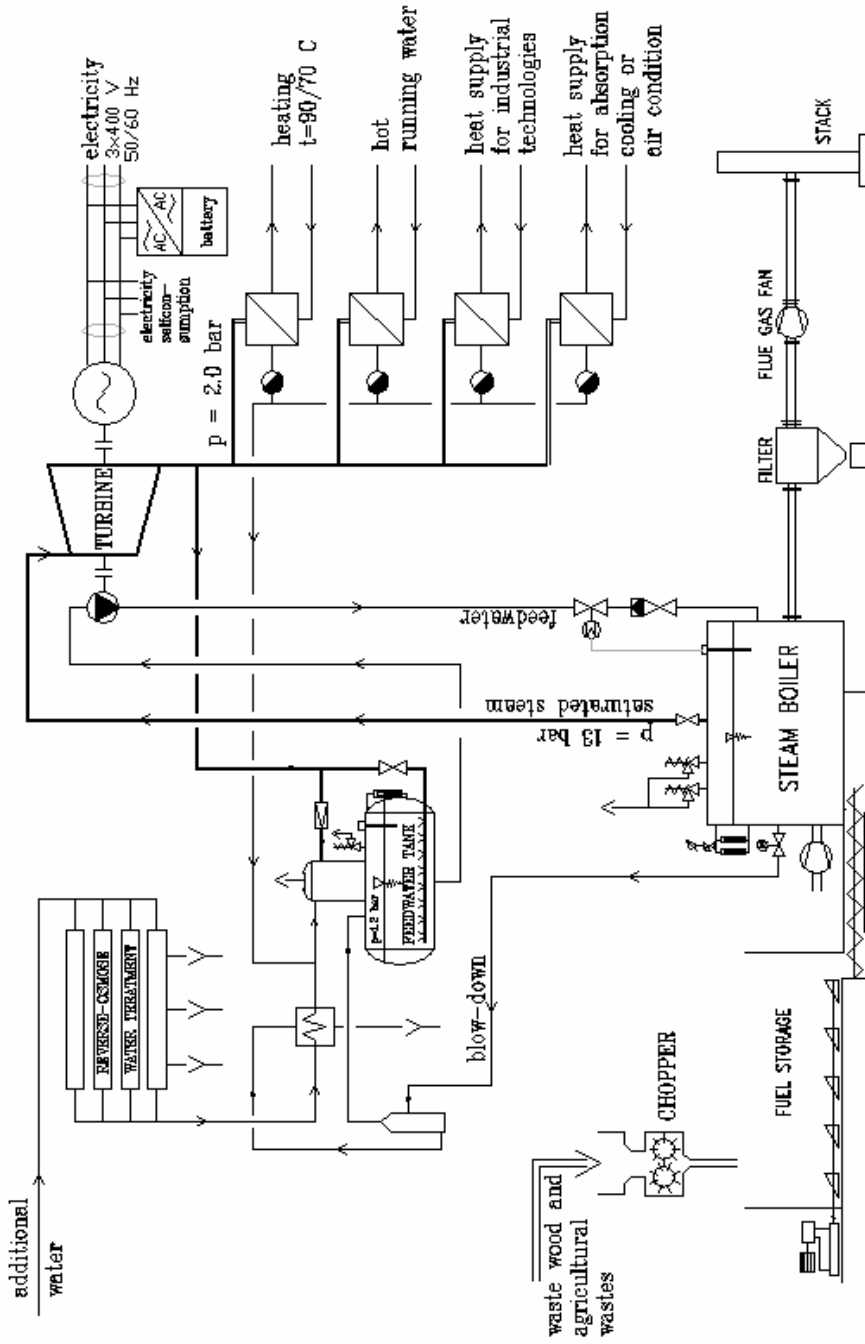 additional
water
REVERSE-OSMOSE
WATER TREATMENT
TURBINE
electricity
3×400 V
50/60 Hz
AC
AC
battery
electricity
selfcon-
sumption
p = 2.0 bar
heating
t=90/70 C
hot
running water
heat supply
for industrial
technologies
heat supply
for absorption
cooling or
air condition
p=1.2 bar
FEEDWATER TANK
feedwater
saturated steam
p = 13 bar
blow-down
waste wood and
agricultural
wastes
CHOPPER
FUEL STORAGE
STEAM BOILER
M
FILTER
FLUE GAS FAN
STACK